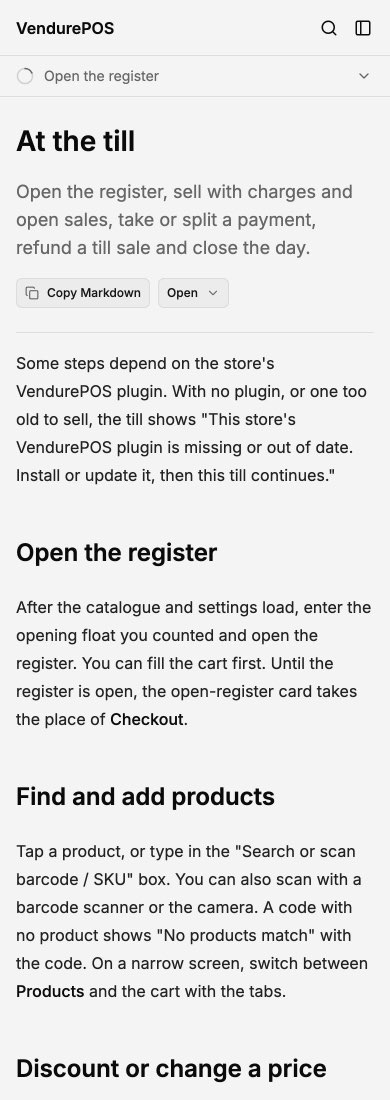 VendurePOS
Open the register
At the till
Open the register, sell with charges and
open sales, take or split a payment,
refund a till sale and close the day.
Copy Markdown
Open
Some steps depend on the store's
VendurePOS plugin. With no plugin, or one too
old to sell, the till shows "This store's
VendurePOS plugin is missing or out of date.
Install or update it, then this till continues."
Open the register
After the catalogue and settings load, enter the
opening float you counted and open the
register. You can fill the cart first. Until the
register is open, the open-register card takes
the place of Checkout.
Find and add products
Tap a product, or type in the "Search or scan
barcode / SKU" box. You can also scan with a
barcode scanner or the camera. A code with
no product shows "No products match" with
the code. On a narrow screen, switch between
Products and the cart with the tabs.
Discount or change a price